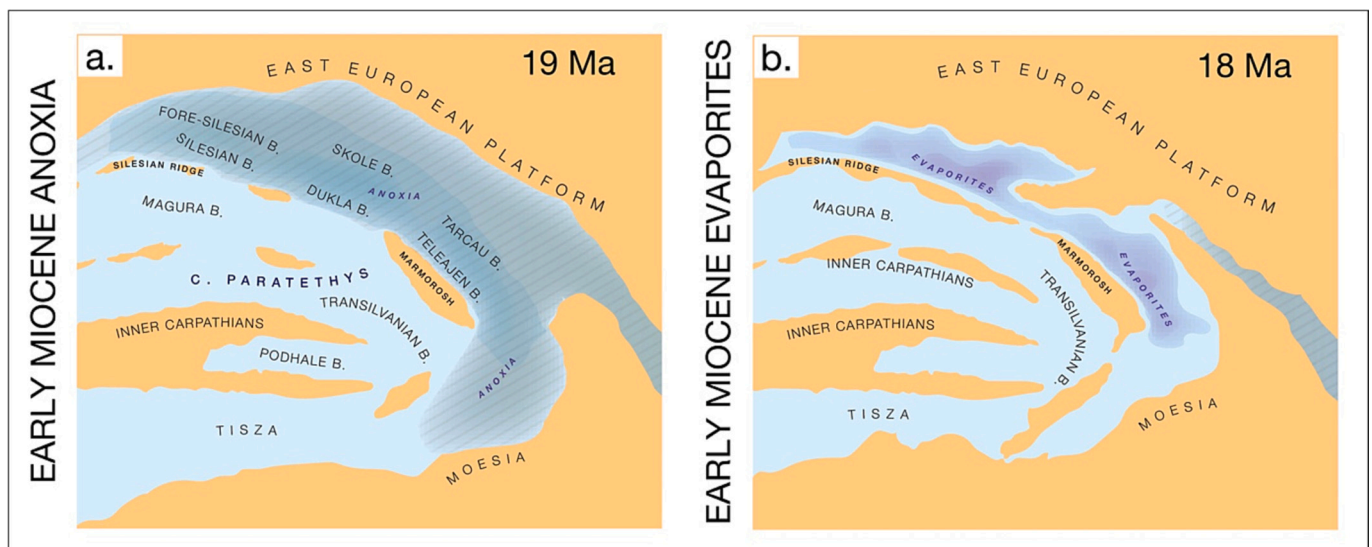 EARLY MIOCENE ANOXIA
a.
19 Ma
EAST EUROPEAN PLATFORM
FORE-SILESIAN B.
SILESIAN B.
SKOLE B.
SILESIAN RIDGE
ANOXIA
DUKLA B.
MAGURA B.
TARCAU B.
TELEAJEN B.
MARMOROSH
C. PARATETHYS
TRANSILVANIAN B.
INNER CARPATHIANS
PODHALE B.
ANOXIA
TISZA
MOESIA
EARLY MIOCENE EVAPORITES
b.
18 Ma
EAST EUROPEAN PLATFORM
EVAPORITES
SILESIAN RIDGE
MAGURA B.
MARMOROSH
INNER CARPATHIANS
EVAPORITES
TRANSILVANIAN B.
INNER CARPATHIANS
TISZA
MOESIA